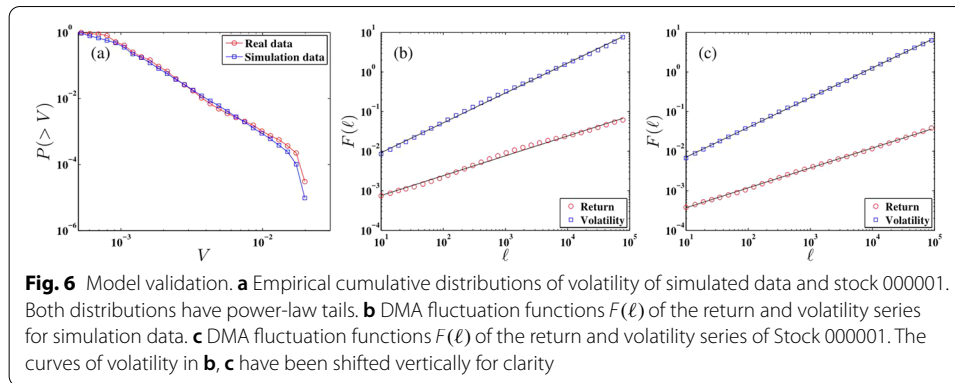 (a)
Real data
Simulation data
10^0
10^-2
10^-4
10^-6
P(> V)
10^-3
10^-2
V
(b)
10^2
10^1
10^0
10^-1
10^-2
10^-3
10^-4
F(ℓ)
Return
Volatility
10^1
10^2
10^3
10^4
10^5
ℓ
(c)
10^2
10^1
10^0
10^-1
10^-2
10^-3
10^-4
F(ℓ)
Return
Volatility
10^1
10^2
10^3
10^4
10^5
ℓ
Fig. 6 Model validation. a Empirical cumulative distributions of volatility of simulated data and stock 000001.
Both distributions have power-law tails. b DMA fluctuation functions F(ℓ) of the return and volatility series
for simulation data. c DMA fluctuation functions F(ℓ) of the return and volatility series of Stock 000001. The
curves of volatility in b, c have been shifted vertically for clarity